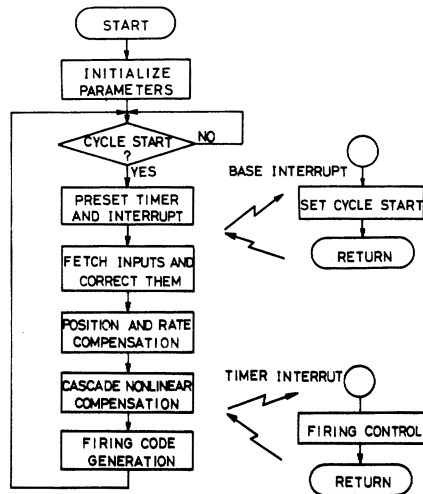 START
INITIALIZE
PARAMETERS
CYCLE START
?
NO
YES
PRESET TIMER
AND INTERRUPT
FETCH INPUTS AND
CORRECT THEM
POSITION AND RATE
COMPENSATION
CASCADE NONLINEAR
COMPENSATION
FIRING CODE
GENERATION
BASE INTERRUPT
SET CYCLE START
RETURN
TIMER INTERRUT
FIRING CONTROL
RETURN